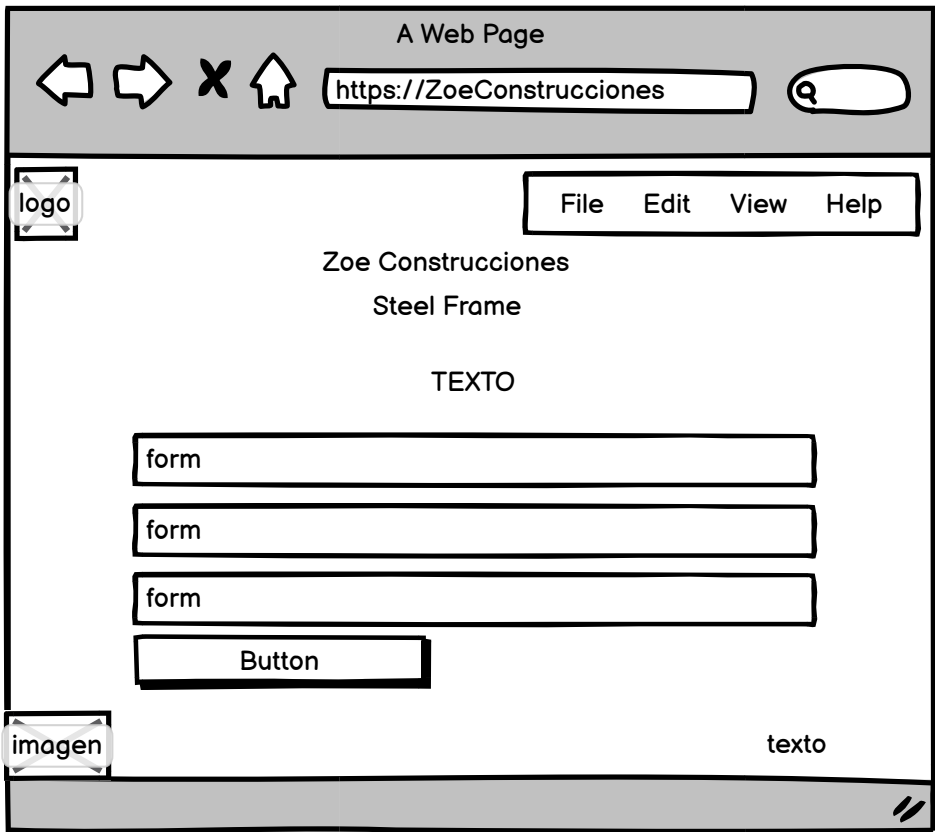 A Web Page
https://ZoeConstrucciones
logo
File Edit View Help
Zoe Construcciones
Steel Frame
TEXTO
form
form
form
Button
imagen
texto